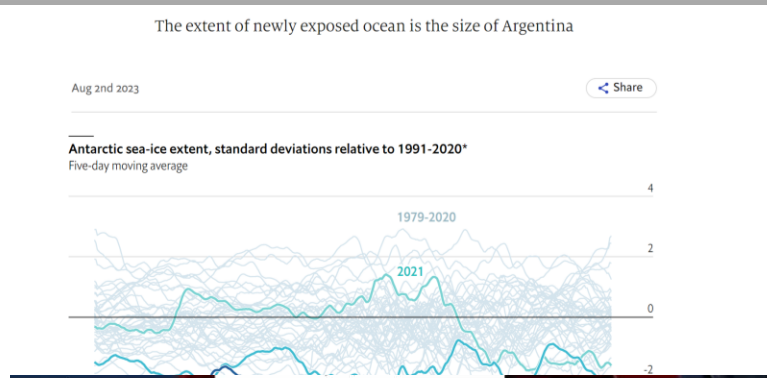 The extent of newly exposed ocean is the size of Argentina
Aug 2nd 2023
Share
Antarctic sea-ice extent, standard deviations relative to 1991-2020*
Five-day moving average
4
1979-2020
2
2021
0
-2